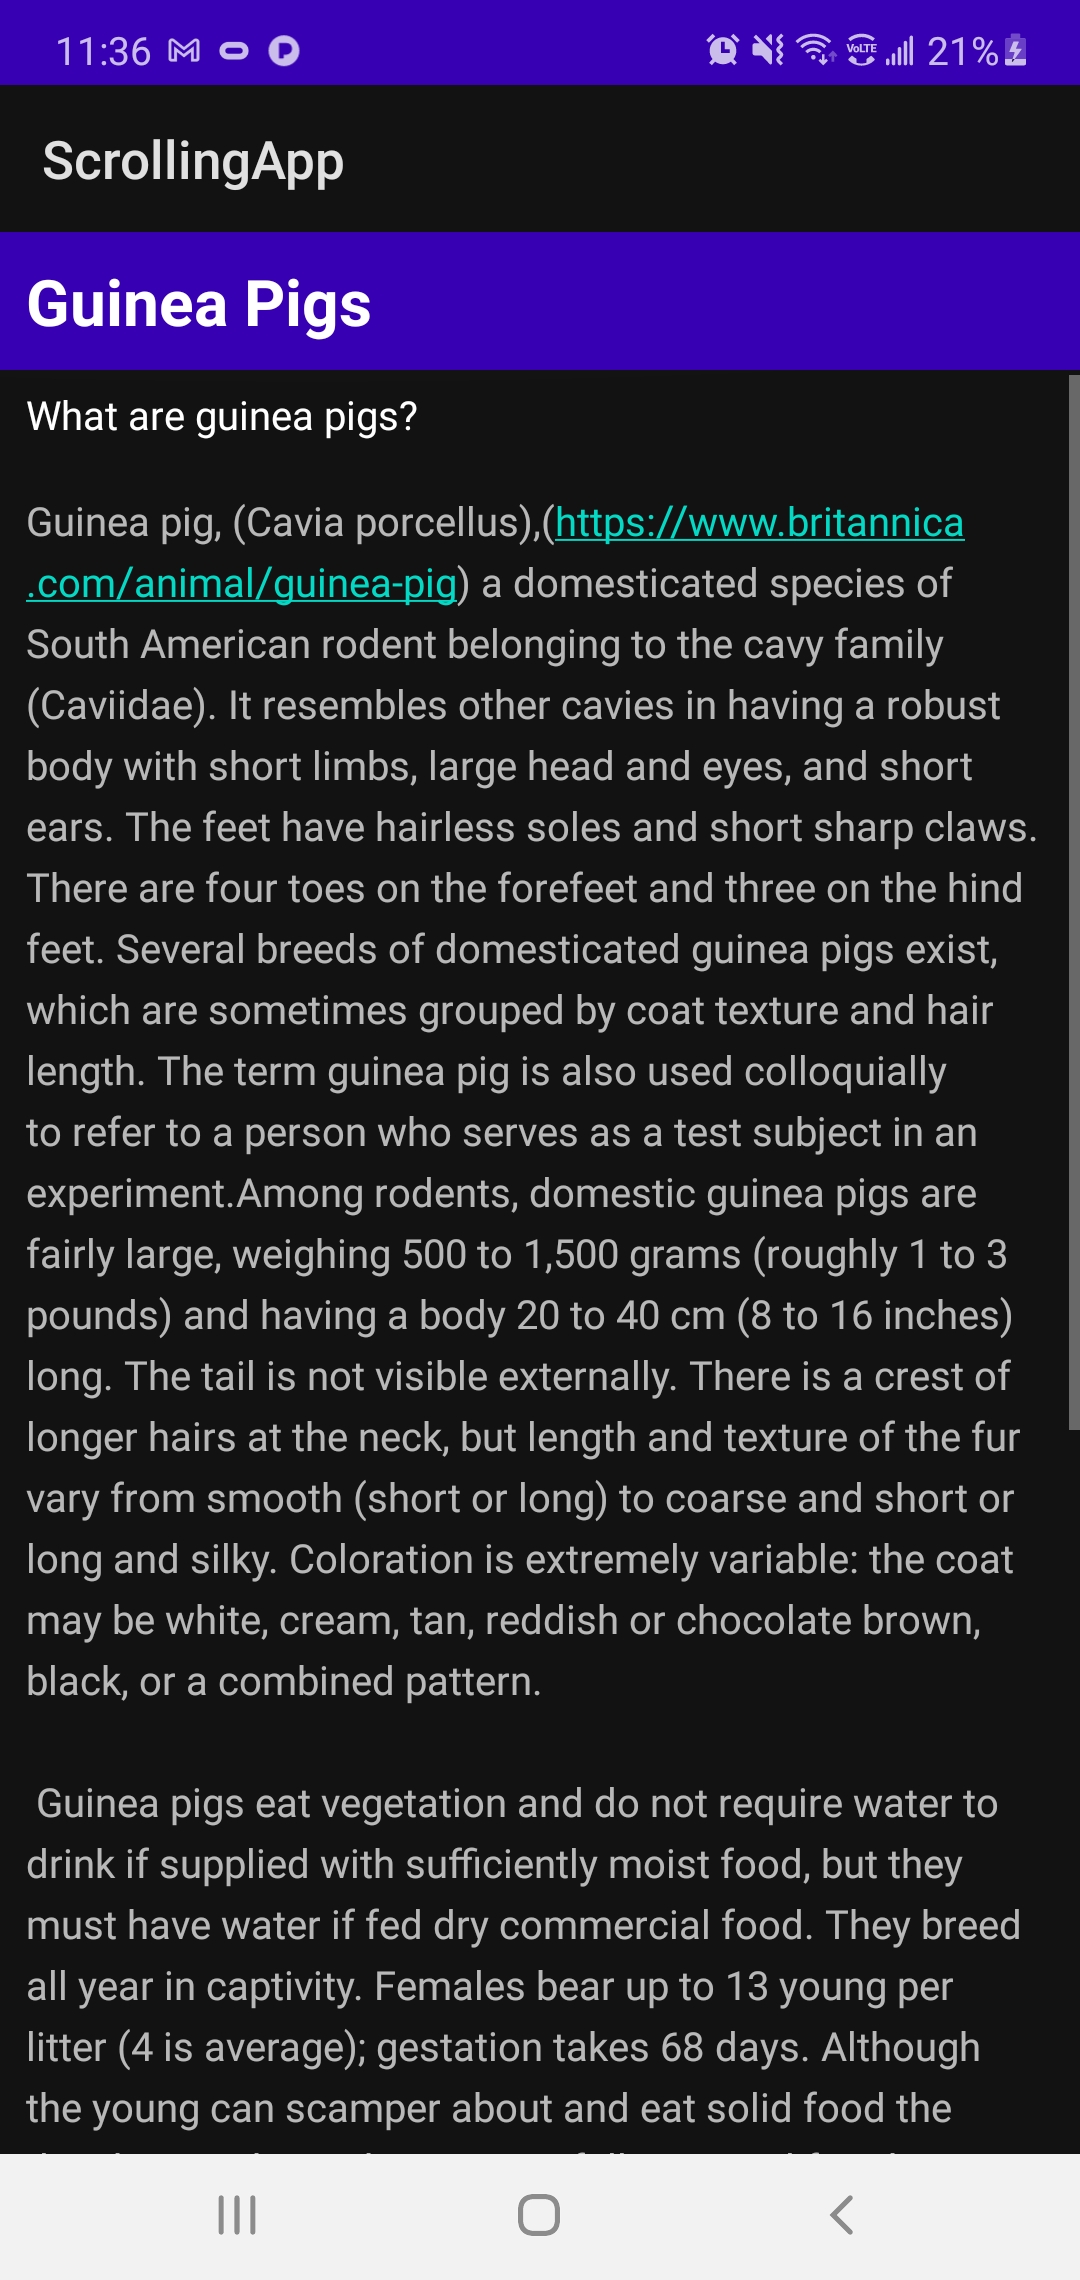 11:36 VoLTE 21%
ScrollingApp
Guinea Pigs
What are guinea pigs?
Guinea pig, (Cavia porcellus),(https://www.britannica
.com/animal/guinea-pig) a domesticated species of
South American rodent belonging to the cavy family
(Caviidae). It resembles other cavies in having a robust
body with short limbs, large head and eyes, and short
ears. The feet have hairless soles and short sharp claws.
There are four toes on the forefeet and three on the hind
feet. Several breeds of domesticated guinea pigs exist,
which are sometimes grouped by coat texture and hair
length. The term guinea pig is also used colloquially
to refer to a person who serves as a test subject in an
experiment.Among rodents, domestic guinea pigs are
fairly large, weighing 500 to 1,500 grams (roughly 1 to 3
pounds) and having a body 20 to 40 cm (8 to 16 inches)
long. The tail is not visible externally. There is a crest of
longer hairs at the neck, but length and texture of the fur
vary from smooth (short or long) to coarse and short or
long and silky. Coloration is extremely variable: the coat
may be white, cream, tan, reddish or chocolate brown,
black, or a combined pattern.
Guinea pigs eat vegetation and do not require water to
drink if supplied with sufficiently moist food, but they
must have water if fed dry commercial food. They breed
all year in captivity. Females bear up to 13 young per
litter (4 is average); gestation takes 68 days. Although
the young can scamper about and eat solid food the